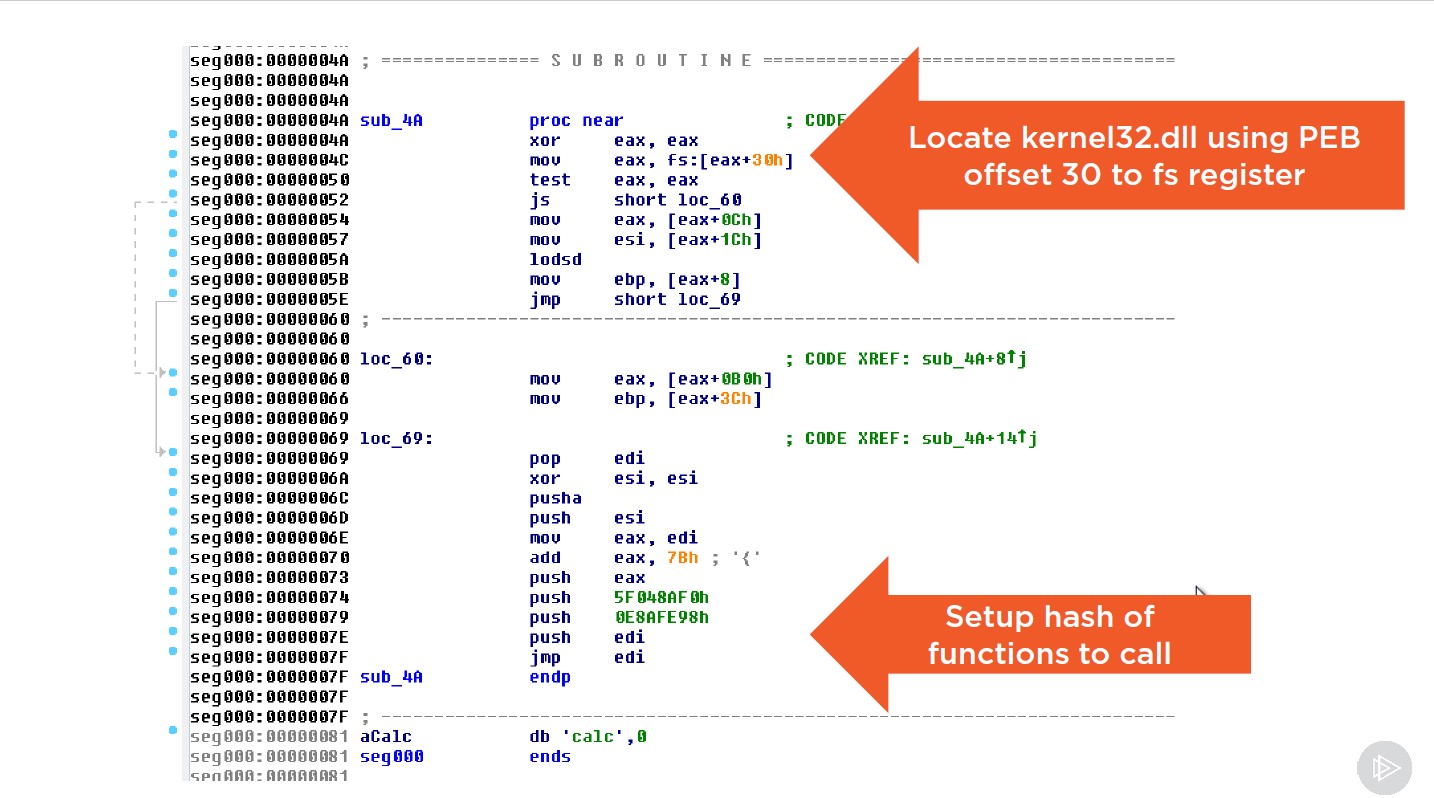 seg000:0000004A ; =============== S U B R O U T I N E =======================================
seg000:0000004A
seg000:0000004A
seg000:0000004A sub_4A proc near ; CODE
seg000:0000004A xor eax, eax
seg000:0000004C mov eax, fs:[eax+30h]
seg000:00000050 test eax, eax
seg000:00000052 js short loc_60
seg000:00000054 mov eax, [eax+0Ch]
seg000:00000057 mov esi, [eax+1Ch]
seg000:0000005A lodsd
seg000:0000005B mov ebp, [eax+8]
seg000:0000005E jmp short loc_69
seg000:00000060 ; ---------------------------------------------------------------------------
seg000:00000060
seg000:00000060 loc_60: ; CODE XREF: sub_4A+8↑j
seg000:00000060 mov eax, [eax+0B0h]
seg000:00000066 mov ebp, [eax+3Ch]
seg000:00000069
seg000:00000069 loc_69: ; CODE XREF: sub_4A+14↑j
seg000:00000069 pop edi
seg000:0000006A xor esi, esi
seg000:0000006C pusha
seg000:0000006D push esi
seg000:0000006E mov eax, edi
seg000:00000070 add eax, 7Bh ; '{'
seg000:00000073 push eax
seg000:00000074 push 5F048AF0h
seg000:00000079 push 0E8AFE98h
seg000:0000007E push edi
seg000:0000007F jmp edi
seg000:0000007F sub_4A endp
seg000:0000007F
seg000:0000007F ; ---------------------------------------------------------------------------
seg000:00000081 aCalc db 'calc',0
seg000:00000081 seg000 ends
seg000:00000081
Locate kernel32.dll using PEB
offset 30 to fs register
Setup hash of
functions to call